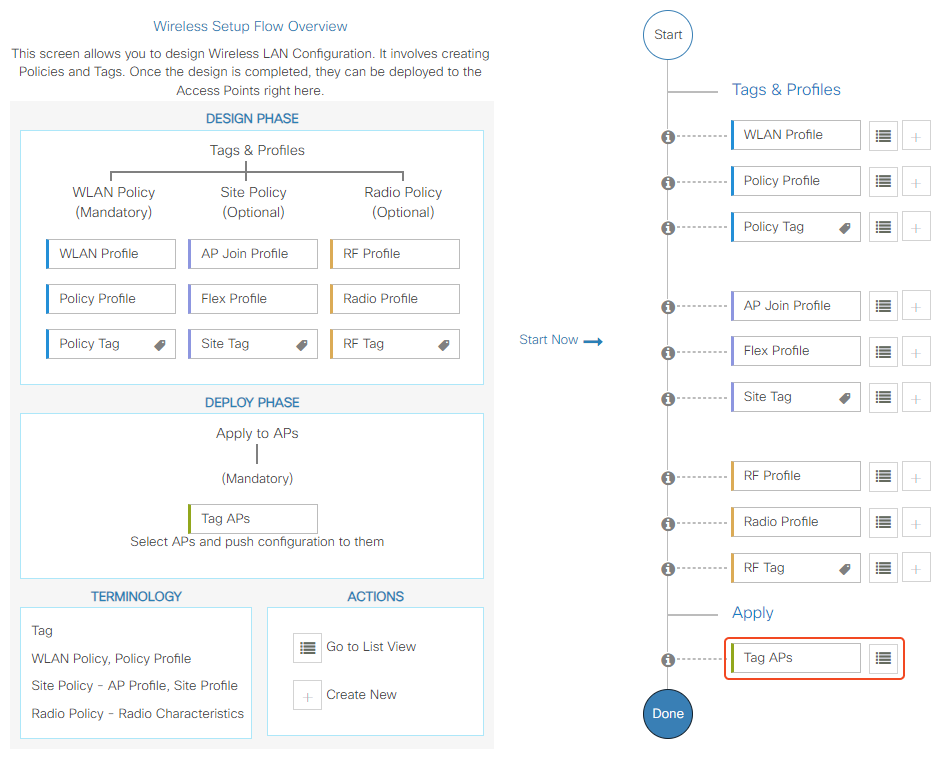 Wireless Setup Flow Overview
This screen allows you to design Wireless LAN Configuration. It involves creating
Policies and Tags. Once the design is completed, they can be deployed to the
Access Points right here.
DESIGN PHASE
Tags & Profiles
WLAN Policy
(Mandatory)
Site Policy
(Optional)
Radio Policy
(Optional)
WLAN Profile
AP Join Profile
RF Profile
Policy Profile
Flex Profile
Radio Profile
Policy Tag
Site Tag
RF Tag
DEPLOY PHASE
Apply to APs
(Mandatory)
Tag APs
Select APs and push configuration to them
TERMINOLOGY
Tag
WLAN Policy, Policy Profile
Site Policy - AP Profile, Site Profile
Radio Policy - Radio Characteristics
ACTIONS
Go to List View
Create New
Start Now
Start
Tags & Profiles
WLAN Profile
Policy Profile
Policy Tag
AP Join Profile
Flex Profile
Site Tag
RF Profile
Radio Profile
RF Tag
Apply
Tag APs
Done